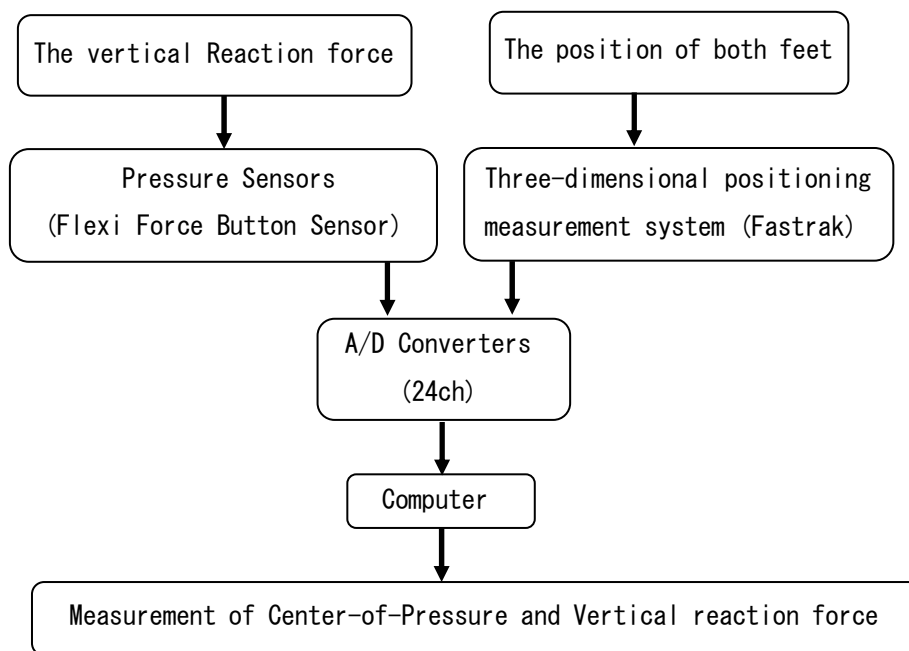 The vertical Reaction force
The position of both feet
Pressure Sensors
(Flexi Force Button Sensor)
Three-dimensional positioning
measurement system (Fastrak)
A/D Converters
(24ch)
Computer
Measurement of Center-of-Pressure and Vertical reaction force